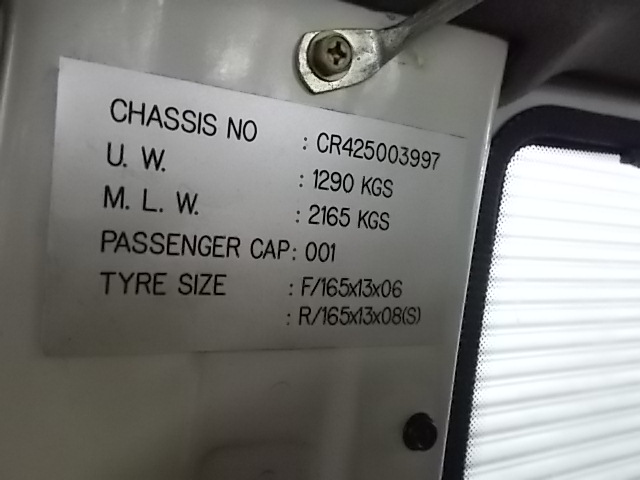 CHASSIS NO : CR425003997
U. W. : 1290 KGS
M. L. W. : 2165 KGS
PASSENGER CAP: 001
TYRE SIZE : F/165x13x06
: R/165x13x08(S)